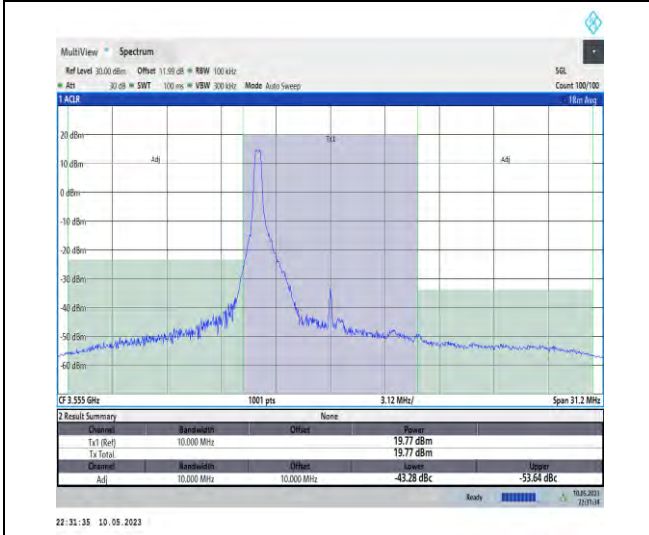 MultiView Spectrum
Ref Level 30.00 dBm Offset 11.99 dB RBW 100 kHz SGL
Att 30 dB SWT 100 ms VBW 300 kHz Mode Auto Sweep Count 100/100
1 ACLR 1Rm Avg
20 dBm
Tx1
Adj Adj
10 dBm
0 dBm
-10 dBm
-20 dBm
-30 dBm
-40 dBm
-50 dBm
-60 dBm
CF 3.555 GHz 1001 pts 3.12 MHz/ Span 31.2 MHz
2 Result Summary None
Channel Bandwidth Offset Power
Tx1 (Ref) 10.000 MHz 19.77 dBm
Tx Total 19.77 dBm
Channel Bandwidth Offset Lower Upper
Adj 10.000 MHz 10.000 MHz -43.28 dBc -53.64 dBc
Ready 10.05.2023
22:31:34
22:31:35 10.05.2023